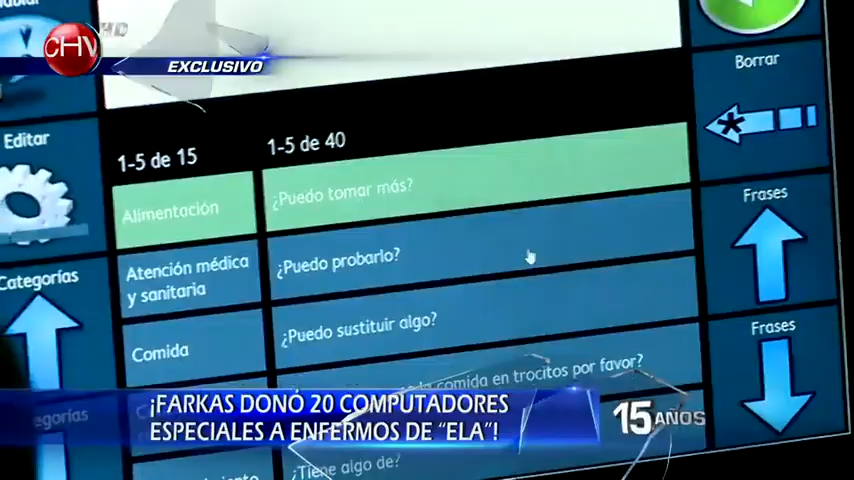 CHV HD
EXCLUSIVO
Borrar
Editar
1-5 de 15
1-5 de 40
Alimentación
¿Puedo tomar más?
Frases
Atención médica
y sanitaria
¿Puedo probarlo?
Categorías
Comida
¿Puedo sustituir algo?
Frases
comida en trocitos por favor?
¡FARKAS DONÓ 20 COMPUTADORES
ESPECIALES A ENFERMOS DE "ELA"!
15 AÑOS
¿Tiene algo de?